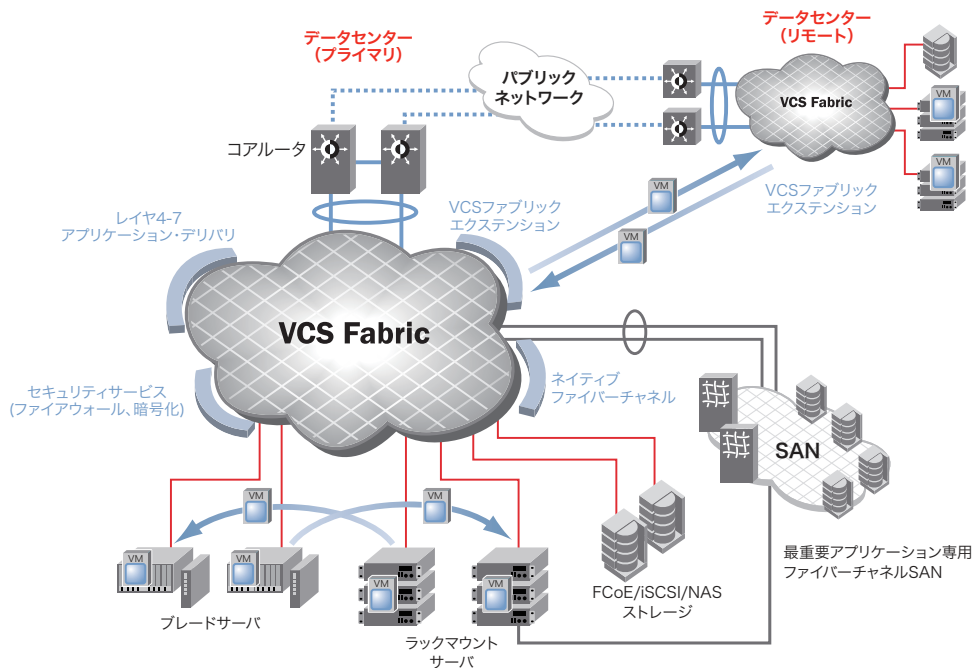 データセンター
(プライマリ)
データセンター
(リモート)
パブリック
ネットワーク
VCS Fabric
VM
VM
コアルータ
VM
VM
VCSファブリック
エクステンション
レイヤ4-7
アプリケーション・デリバリ
VCSファブリック
エクステンション
VCS Fabric
セキュリティサービス
(ファイアウォール、暗号化)
ネイティブ
ファイバーチャネル
SAN
VM
VM
VM
VM
VM
VM
ブレードサーバ
ラックマウント
サーバ
FCoE/iSCSI/NAS
ストレージ
最重要アプリケーション専用
ファイバーチャネルSAN